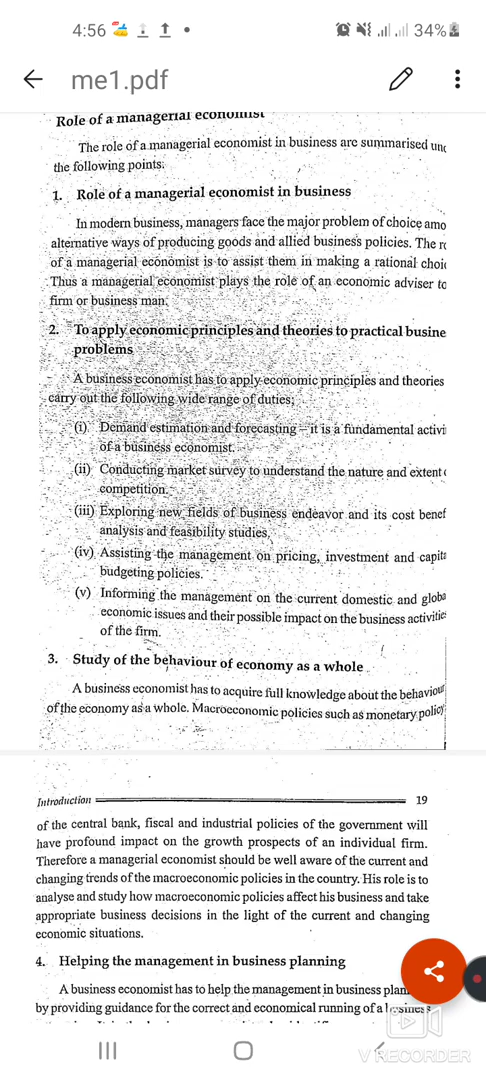 4:56
34%
me1.pdf
Role of a managerial economist
The role of a managerial economist in business are summarised
the following points:
1. Role of a managerial economist in business
In modern business, managers face the major problem of choice
alternative ways of producing goods and allied business policies. The
of a managerial economist is to assist them in making a rational
Thus a managerial economist plays the role of an economic adviser to
firm or business man.
2. To apply economic principles and theories to practical
problems
A business economist has to apply economic principles and theories
carry out the following wide range of duties;
(i) Demand estimation and forecasting – it is a fundamental
of a business economist.
(ii) Conducting market survey to understand the nature and extent
competition.
(iii) Exploring new fields of business endeavor and its cost
analysis and feasibility studies,
(iv) Assisting the management on pricing, investment and
budgeting policies.
(v) Informing the management on the current domestic and
economic issues and their possible impact on the business
of the firm.
3. Study of the behaviour of economy as a whole
A business economist has to acquire full knowledge about the behaviour
of the economy as a whole. Macroeconomic policies such as monetary policy
Introduction 19
of the central bank, fiscal and industrial policies of the government will
have profound impact on the growth prospects of an individual firm.
Therefore a managerial economist should be well aware of the current and
changing trends of the macroeconomic policies in the country. His role is to
analyse and study how macroeconomic policies affect his business and take
appropriate business decisions in the light of the current and changing
economic situations.
4. Helping the management in business planning
A business economist has to help the management in business
by providing guidance for the correct and economical running of a business
V RECORDER